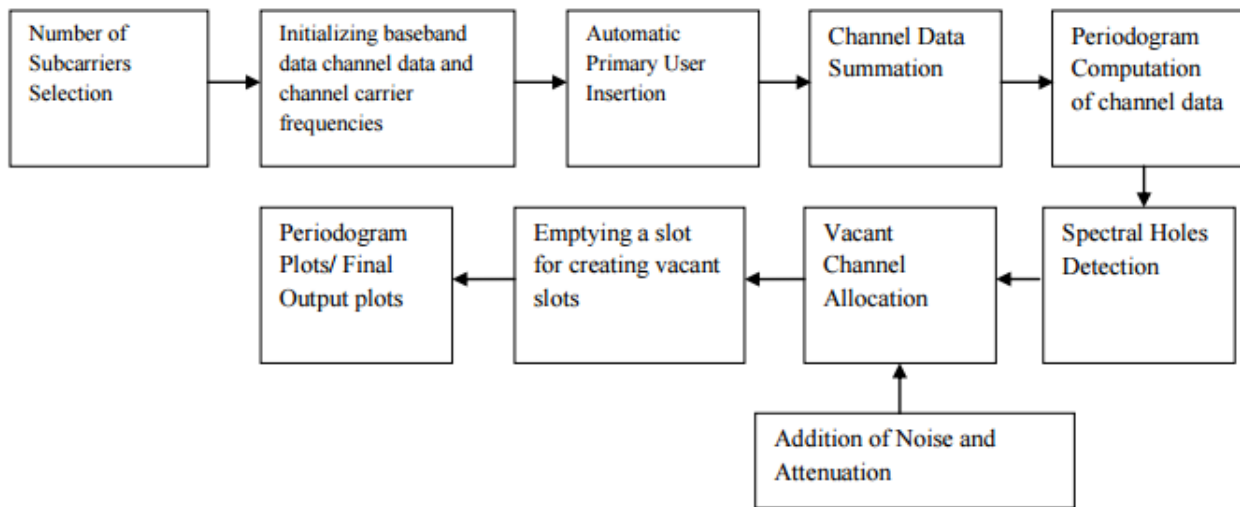 Number of
Subcarriers
Selection
Initializing baseband
data channel data and
channel carrier
frequencies
Automatic
Primary User
Insertion
Channel Data
Summation
Periodogram
Computation
of channel data
Spectral Holes
Detection
Vacant
Channel
Allocation
Emptying a slot
for creating vacant
slots
Periodogram
Plots/ Final
Output plots
Addition of Noise and
Attenuation